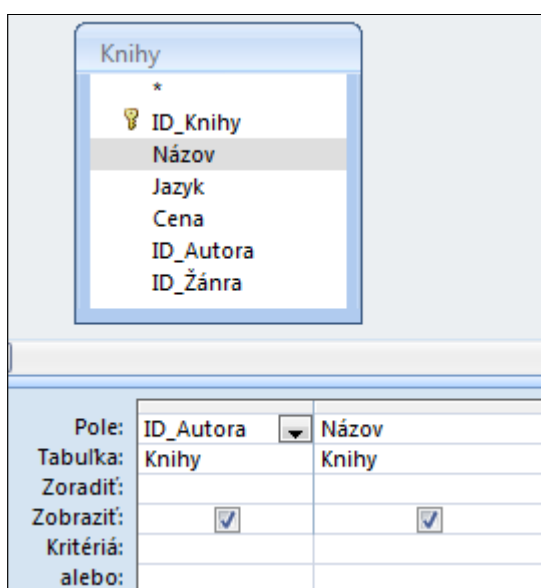 Knihy
*
ID_Knihy
Názov
Jazyk
Cena
ID_Autora
ID_Žánra
Pole: ID_Autora Názov
Tabuľka: Knihy Knihy
Zoradiť:
Zobraziť:
Kritériá:
alebo: